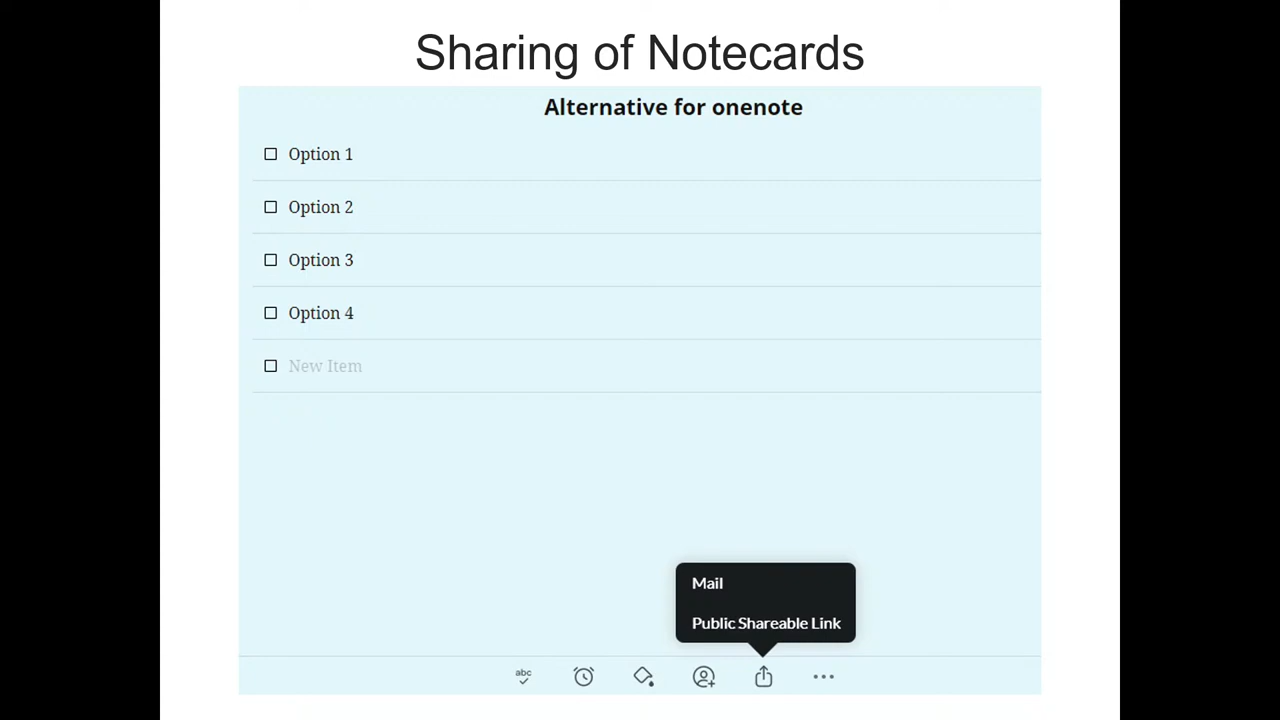 Sharing of Notecards
Alternative for onenote
Option 1
Option 2
Option 3
Option 4
New Item
Mail
Public Shareable Link
abc